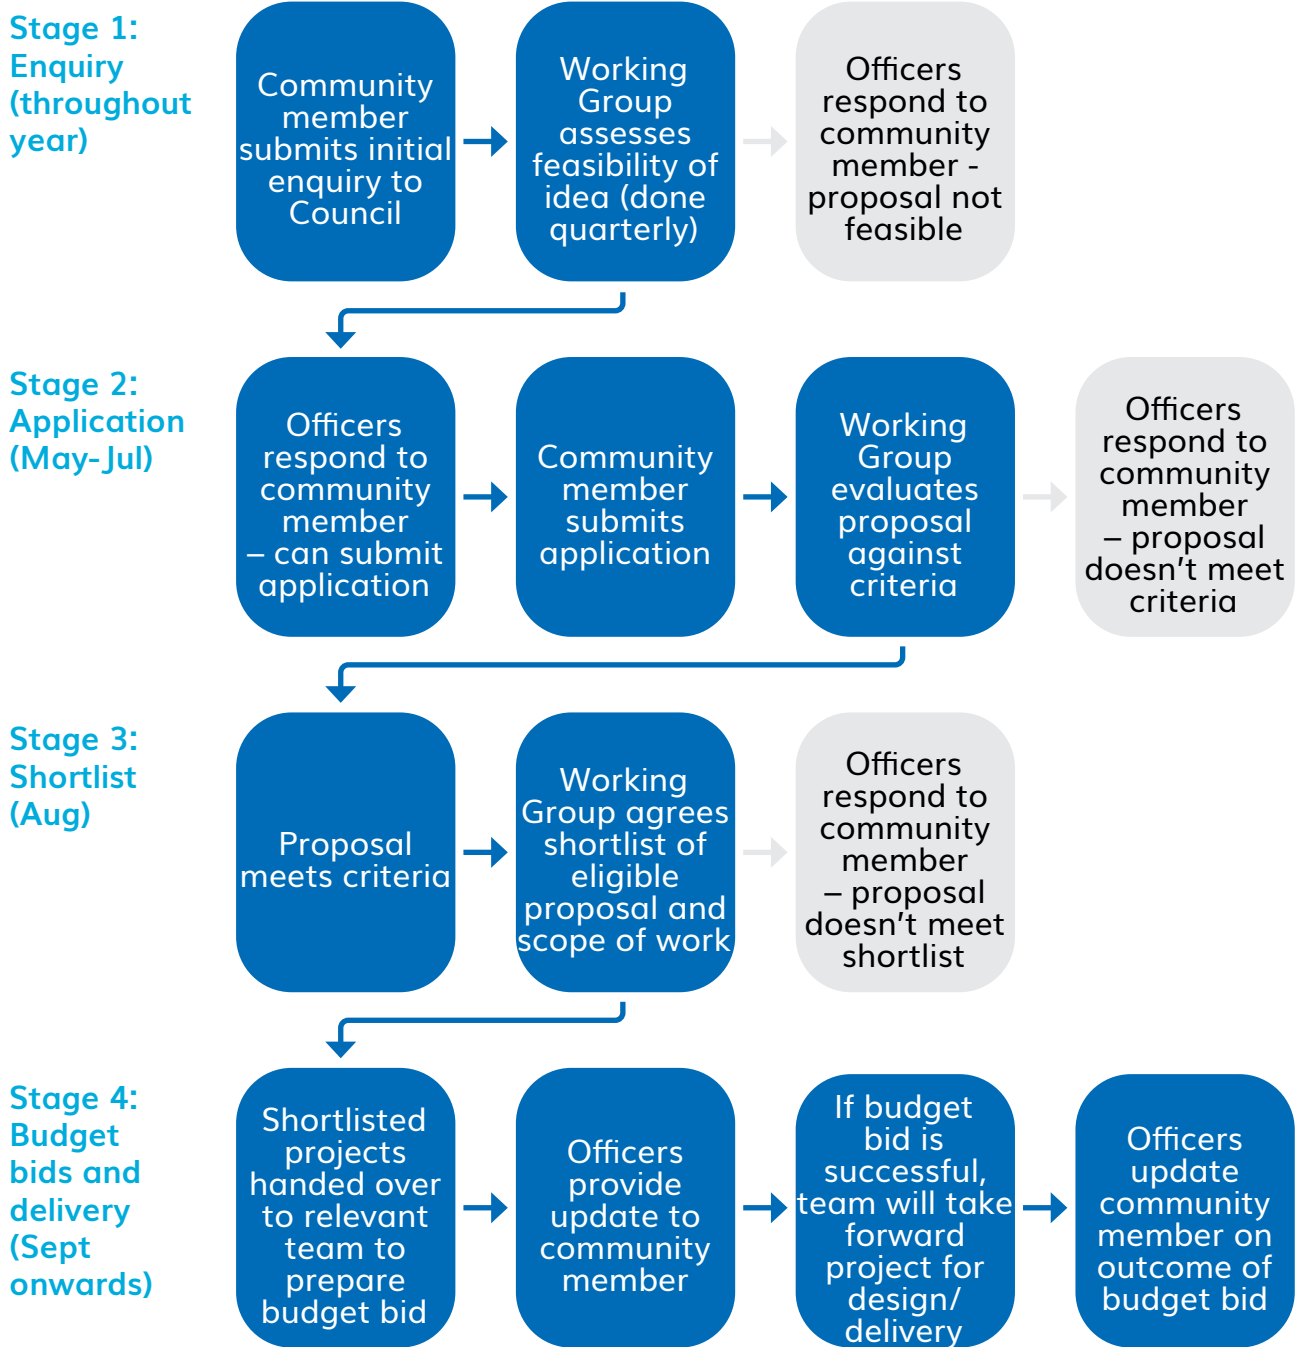 Stage 1:
Enquiry
(throughout
year)
Community
member
submits initial
enquiry to
Council
Working
Group
assesses
feasibility of
idea (done
quarterly)
Officers
respond to
community
member -
proposal not
feasible
Stage 2:
Application
(May-Jul)
Officers
respond to
community
member
– can submit
application
Community
member
submits
application
Working
Group
evaluates
proposal
against
criteria
Officers
respond to
community
member
– proposal
doesn’t meet
criteria
Stage 3:
Shortlist
(Aug)
Proposal
meets criteria
Working
Group agrees
shortlist of
eligible
proposal and
scope of work
Officers
respond to
community
member
– proposal
doesn’t meet
shortlist
Stage 4:
Budget
bids and
delivery
(Sept
onwards)
Shortlisted
projects
handed over
to relevant
team to
prepare
budget bid
Officers
provide
update to
community
member
If budget
bid is
successful,
team will take
forward
project for
design/
delivery
Officers
update
community
member on
outcome of
budget bid